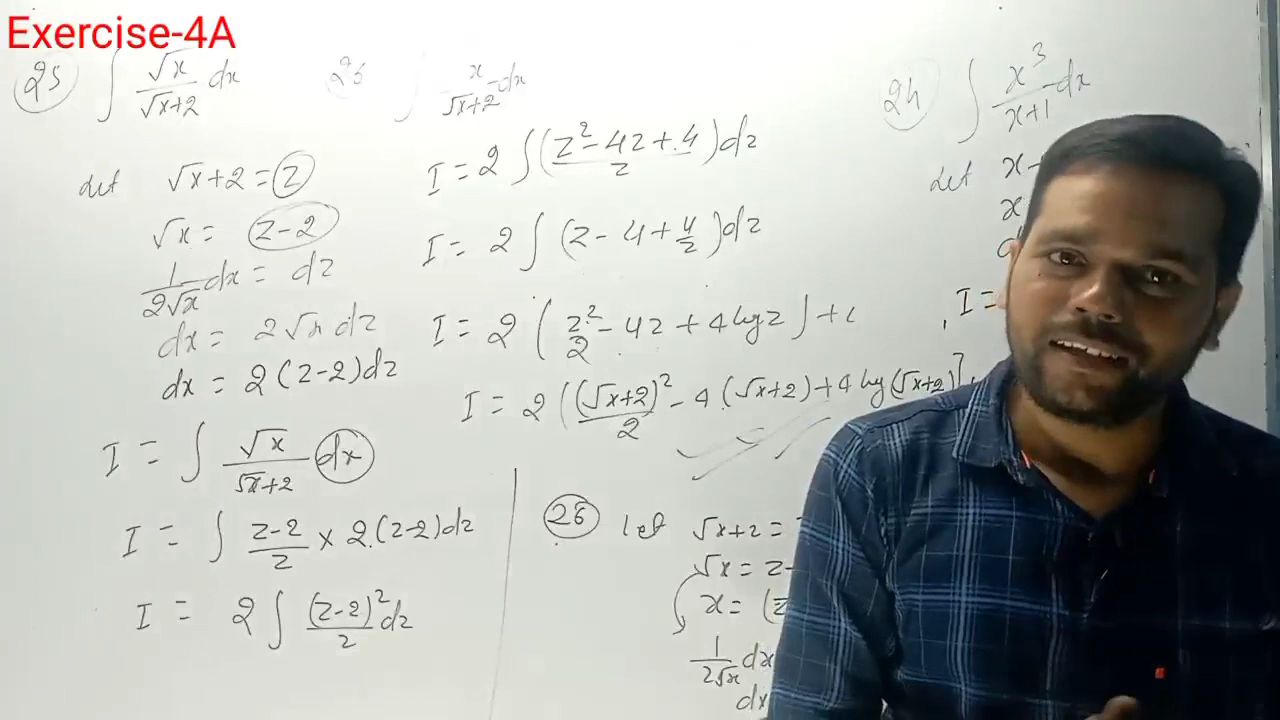 Exercise-4A
25 ∫ √x/(√x+2) dx
26 ∫ x/(√x+2) dx
Let √x+2 = z
√x = z-2
1/(2√x) dx = dz
dx = 2√x dz
dx = 2(z-2)dz
I = ∫ √x/(√x+2) dx
I = ∫ (z-2)/z × 2.(z-2)dz
I = 2 ∫ (z-2)²/z dz
I = 2 ∫ (z²-4z+4)/z dz
I = 2 ∫ (z-4+4/z)dz
I = 2 (z²/2 - 4z + 4 log z) + c
I = 2 ((√x+2)²/2 - 4(√x+2) + 4 log(√x+2)]
26 Let √x+2 =
√x = z-
x = (z
1/(2√x) dx
dx
24 ∫ x³/(x+1) dx
Let x
x
I =